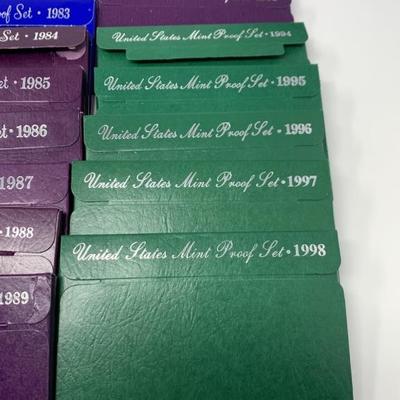 of Set • 1983
Set • 1984
et • 1985
t • 1986
1987
• 1988
1989
United States Mint Proof Set • 1994
United States Mint Proof Set • 1995
United States Mint Proof Set • 1996
United States Mint Proof Set • 1997
United States Mint Proof Set • 1998